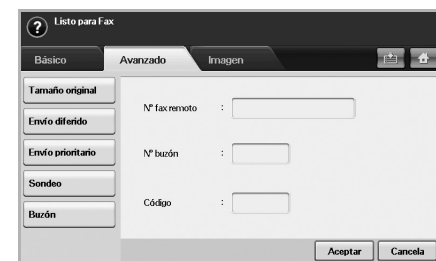 Listo para Fax
Básico Avanzado Imagen
Tamaño original
Envío diferido
Envío prioritario
Sondeo
Buzón
Nº fax remoto :
Nº buzón :
Código :
Aceptar Cancela